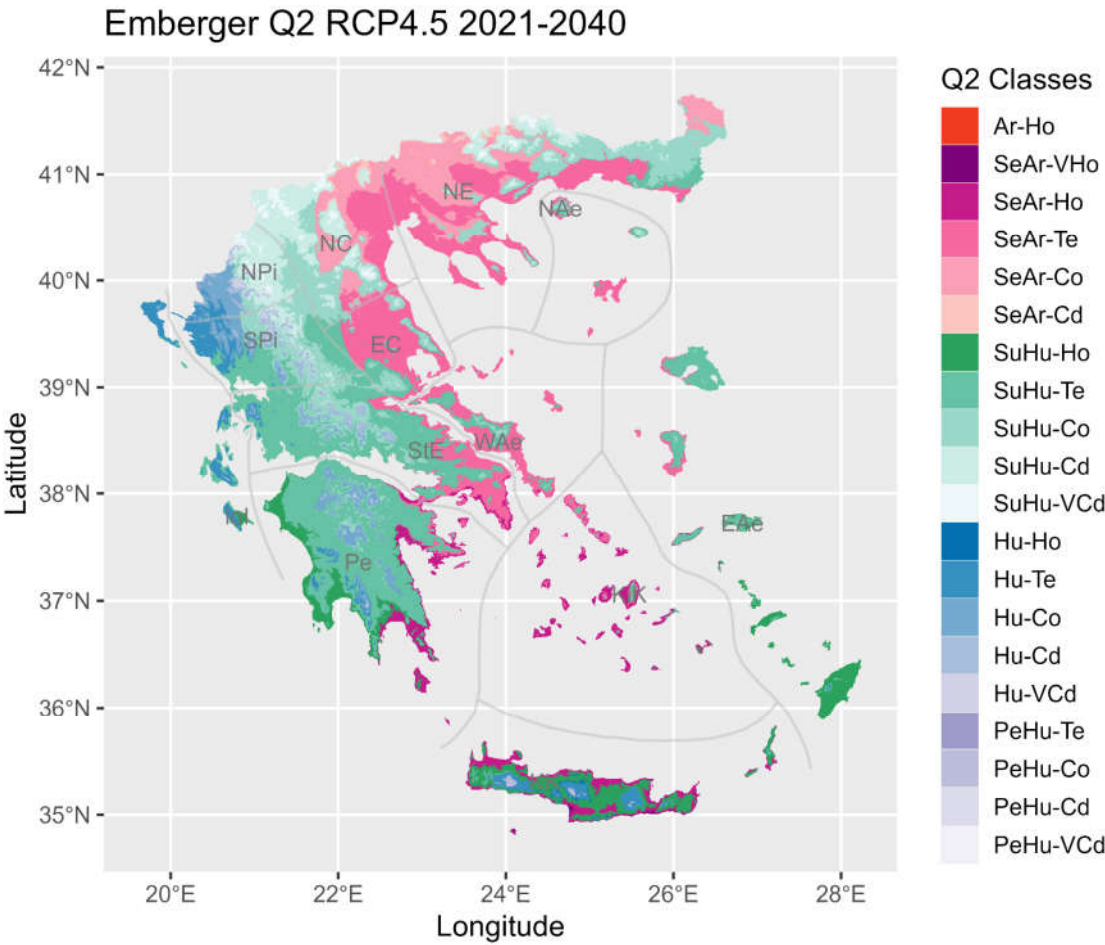 Emberger Q2 RCP4.5 2021-2040
42°N
41°N
40°N
39°N
38°N
37°N
36°N
35°N
Latitude
20°E
22°E
24°E
26°E
28°E
Longitude
NE
NAe
NC
NPi
SPi
EC
StE
WAe
EAe
Pe
Q2 Classes
Ar-Ho
SeAr-VHo
SeAr-Ho
SeAr-Te
SeAr-Co
SeAr-Cd
SuHu-Ho
SuHu-Te
SuHu-Co
SuHu-Cd
SuHu-VCd
Hu-Ho
Hu-Te
Hu-Co
Hu-Cd
Hu-VCd
PeHu-Te
PeHu-Co
PeHu-Cd
PeHu-VCd